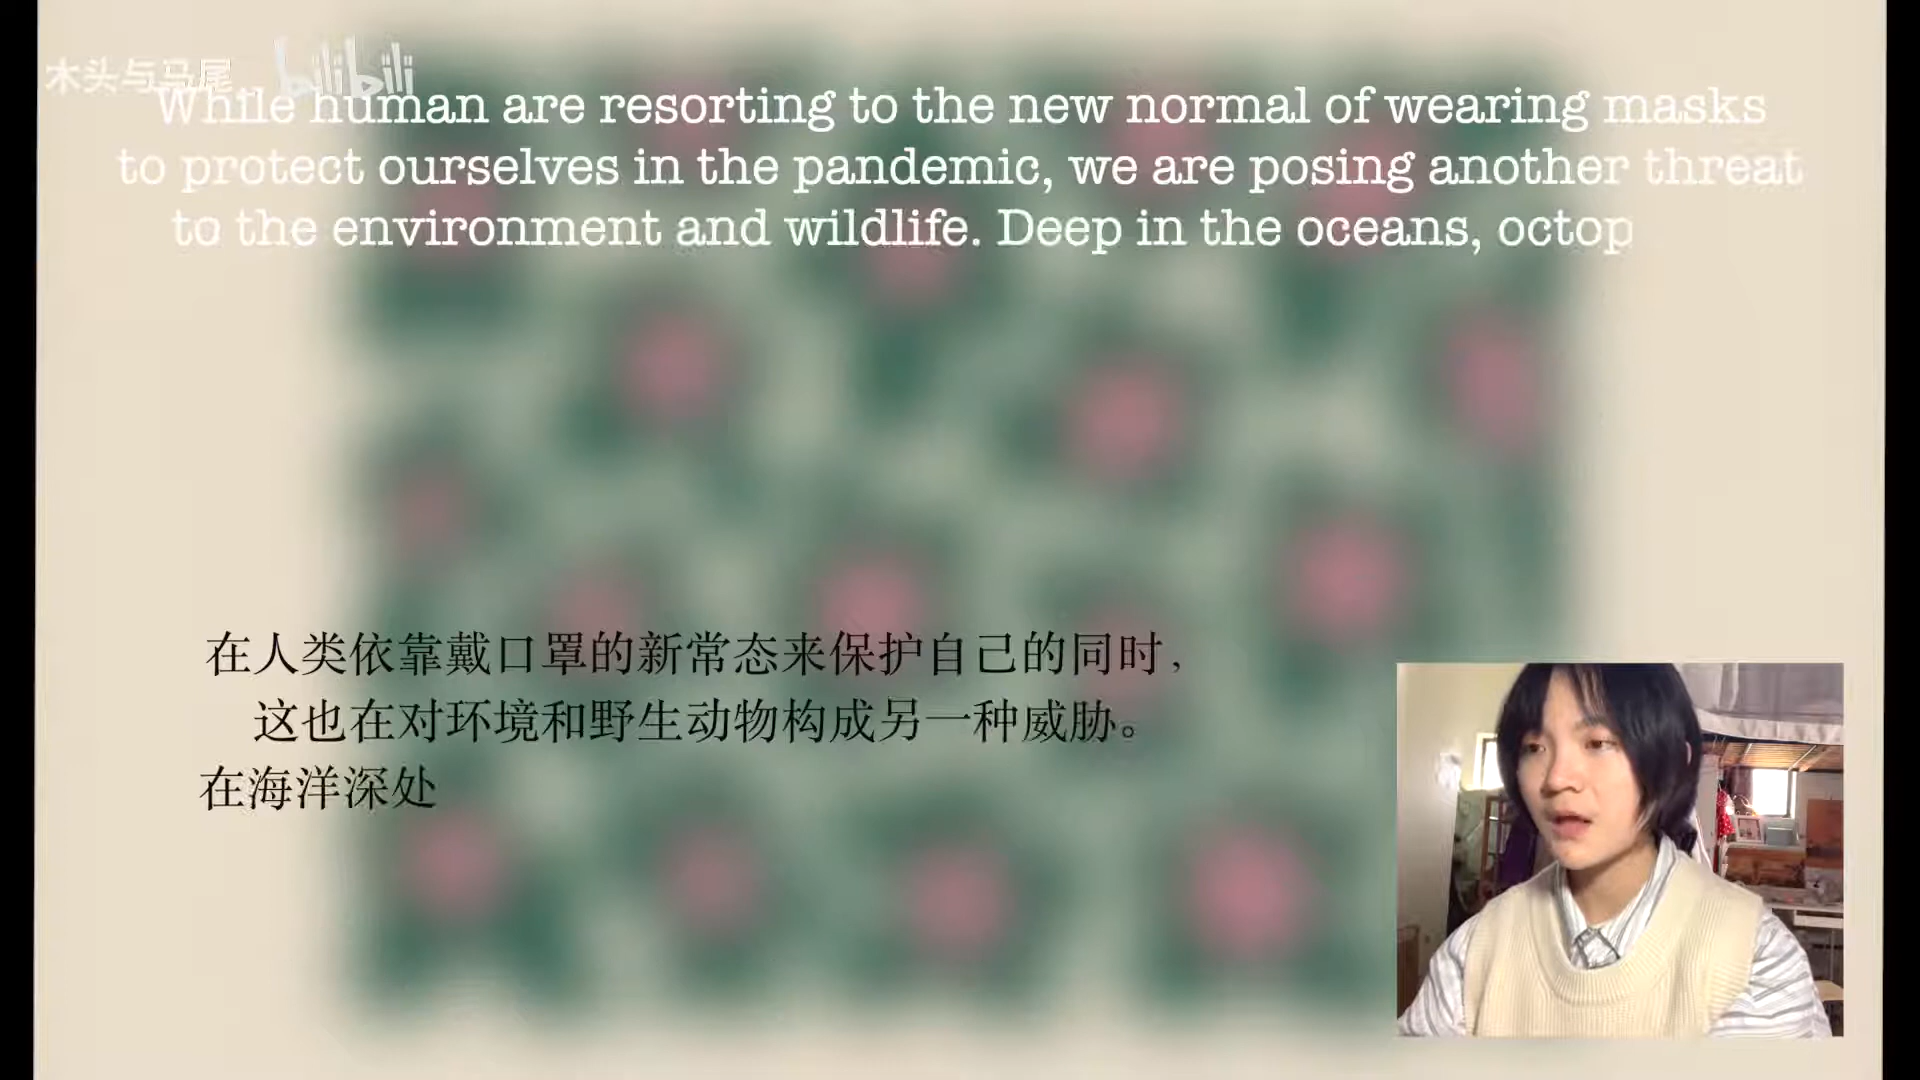 木头与马尾
bilibili
While human are resorting to the new normal of wearing masks
to protect ourselves in the pandemic, we are posing another threat
to the environment and wildlife. Deep in the oceans, octop
在人类依靠戴口罩的新常态来保护自己的同时，
这也在对环境和野生动物构成另一种威胁。
在海洋深处